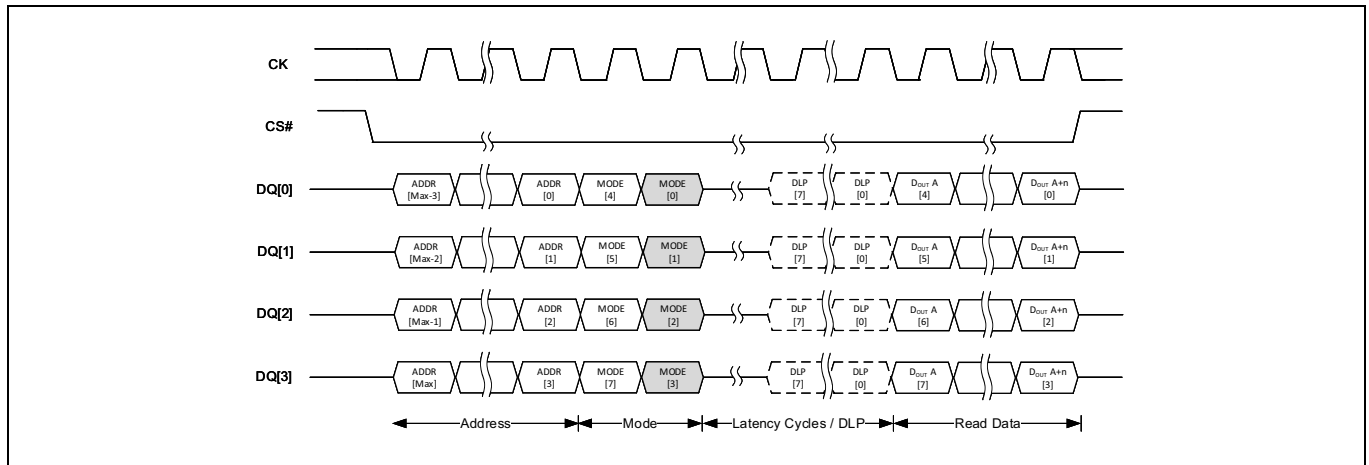 CK
CS#
DQ[0]
ADDR [Max-3]
ADDR [0]
MODE [4]
MODE [0]
DLP [7]
DLP [0]
DOUT A [4]
DOUT A+n [0]
DQ[1]
ADDR [Max-2]
ADDR [1]
MODE [5]
MODE [1]
DLP [7]
DLP [0]
DOUT A [5]
DOUT A+n [1]
DQ[2]
ADDR [Max-1]
ADDR [2]
MODE [6]
MODE [2]
DLP [7]
DLP [0]
DOUT A [6]
DOUT A+n [2]
DQ[3]
ADDR [Max]
ADDR [3]
MODE [7]
MODE [3]
DLP [7]
DLP [0]
DOUT A [7]
DOUT A+n [3]
Address
Mode
Latency Cycles / DLP
Read Data